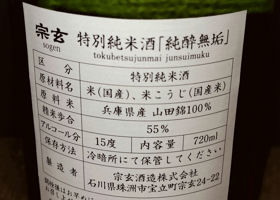 宗玄 特別純米酒「純醉無垢」
sogen tokubetsujunmai junsuimuku
区分 特別純米酒
原材料名 米(国産)、米こうじ(国産米)
原料米 兵庫県産 山田錦100%
精米歩合 55%
アルコール分 15度 内容量 720ml
保存方法 冷暗所にて保管してください
製造者 宗玄酒造株式会社
石川県珠洲市宝立町宗玄24-22